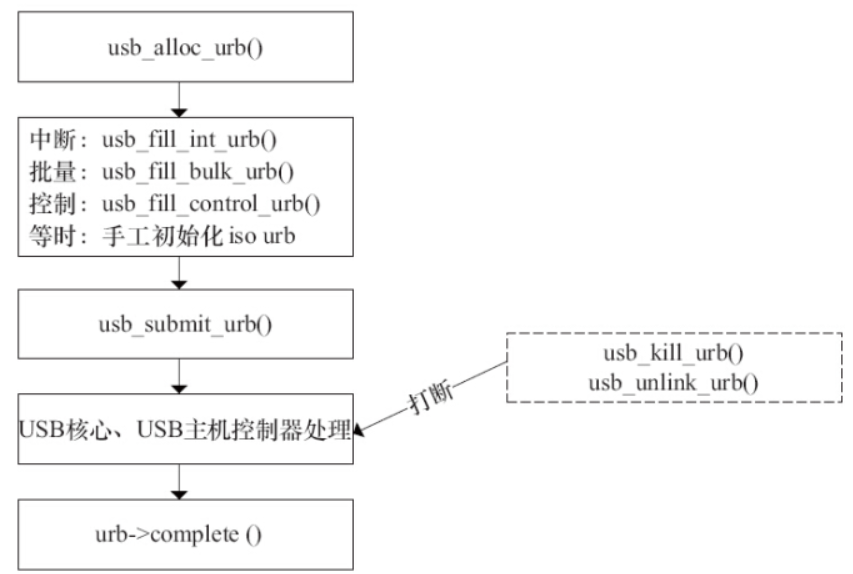 usb_alloc_urb()
中断：usb_fill_int_urb()
批量：usb_fill_bulk_urb()
控制：usb_fill_control_urb()
等时：手工初始化 iso urb
usb_submit_urb()
usb_kill_urb()
usb_unlink_urb()
打断
USB核心、USB主机控制器处理
urb->complete ()